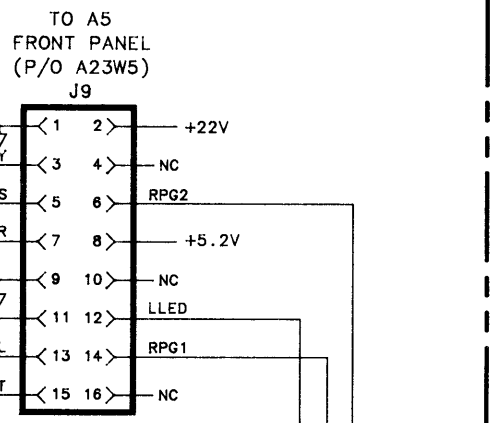 TO A5
FRONT PANEL
(P/O A23W5)
J9
1 2 +22V
Y 3 4 NC
S 5 6 RPG2
R 7 8 +5.2V
9 10 NC
11 12 LLED
L 13 14 RPG1
T 15 16 NC